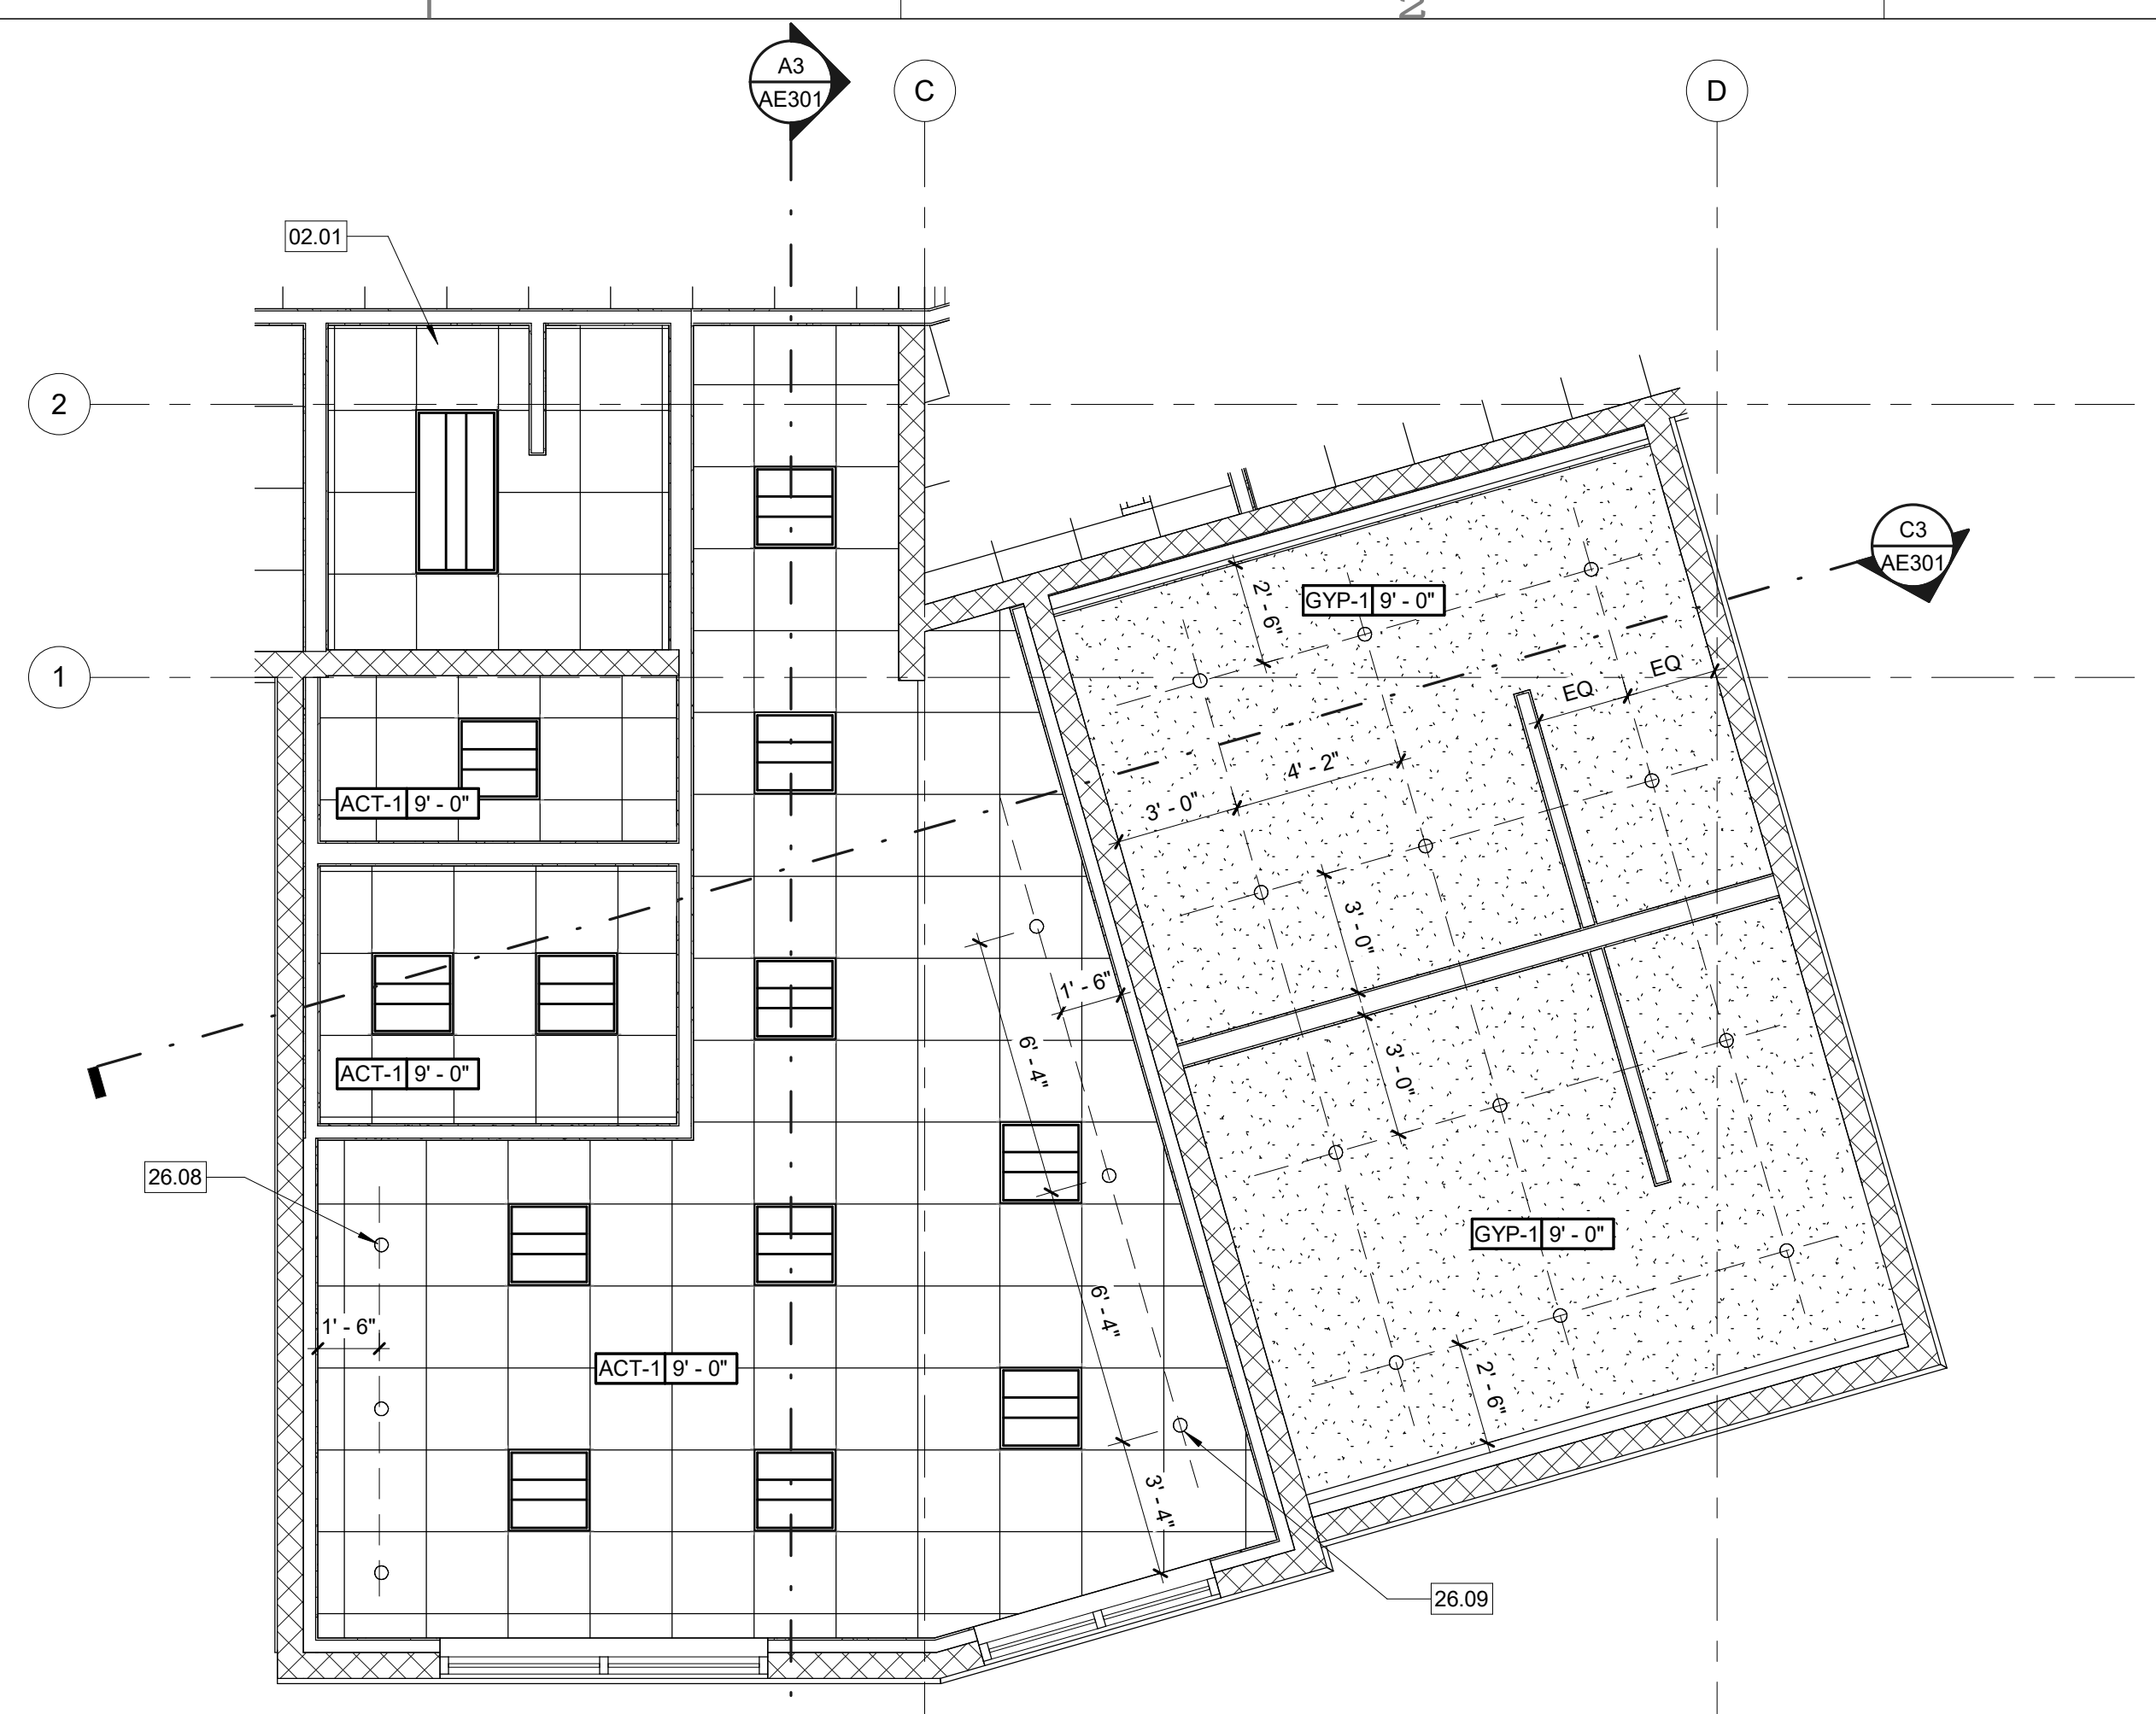 2
A3
AE301
C
D
02.01
2
C3
AE301
GYP-1 9' - 0"
2' - 6"
1
EQ
EQ
4' - 2"
3' - 0"
ACT-1 9' - 0"
3' - 0"
1' - 6"
6' - 4"
3' - 0"
ACT-1 9' - 0"
26.08
GYP-1 9' - 0"
6' - 4"
1' - 6"
ACT-1 9' - 0"
2' - 6"
3' - 4"
26.09